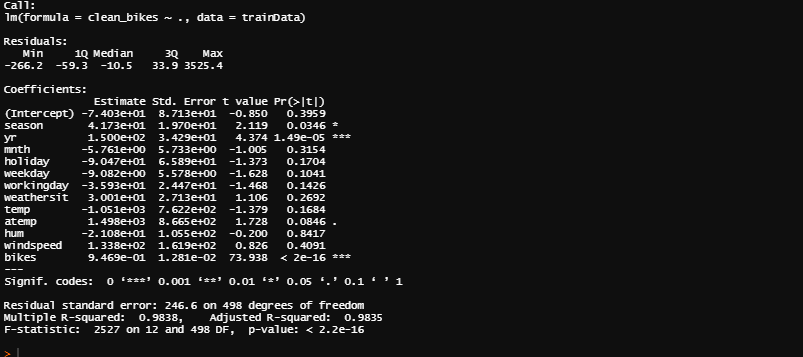 Call:
lm(formula = clean_bikes ~ ., data = trainData)
Residuals:
Min 1Q Median 3Q Max
-266.2 -59.3 -10.5 33.9 3525.4
Coefficients:
Estimate Std. Error t value Pr(>|t|)
(Intercept) -7.403e+01 8.713e+01 -0.850 0.3959
season 4.173e+01 1.970e+01 2.119 0.0346 *
yr 1.500e+02 3.429e+01 4.374 1.49e-05 ***
mnth -5.761e+00 5.733e+00 -1.005 0.3154
holiday -9.047e+01 6.589e+01 -1.373 0.1704
weekday -9.082e+00 5.578e+00 -1.628 0.1041
workingday -3.593e+01 2.447e+01 -1.468 0.1426
weathersit 3.001e+01 2.713e+01 1.106 0.2692
temp -1.051e+03 7.622e+02 -1.379 0.1684
atemp 1.498e+03 8.665e+02 1.728 0.0846 .
hum -2.108e+01 1.055e+02 -0.200 0.8417
windspeed 1.338e+02 1.619e+02 0.826 0.4091
bikes 9.469e-01 1.281e-02 73.938 < 2e-16 ***
---
Signif. codes: 0 ‘***’ 0.001 ‘**’ 0.01 ‘*’ 0.05 ‘.’ 0.1 ‘ ’ 1
Residual standard error: 246.6 on 498 degrees of freedom
Multiple R-squared: 0.9838, Adjusted R-squared: 0.9835
F-statistic: 2527 on 12 and 498 DF, p-value: < 2.2e-16
>